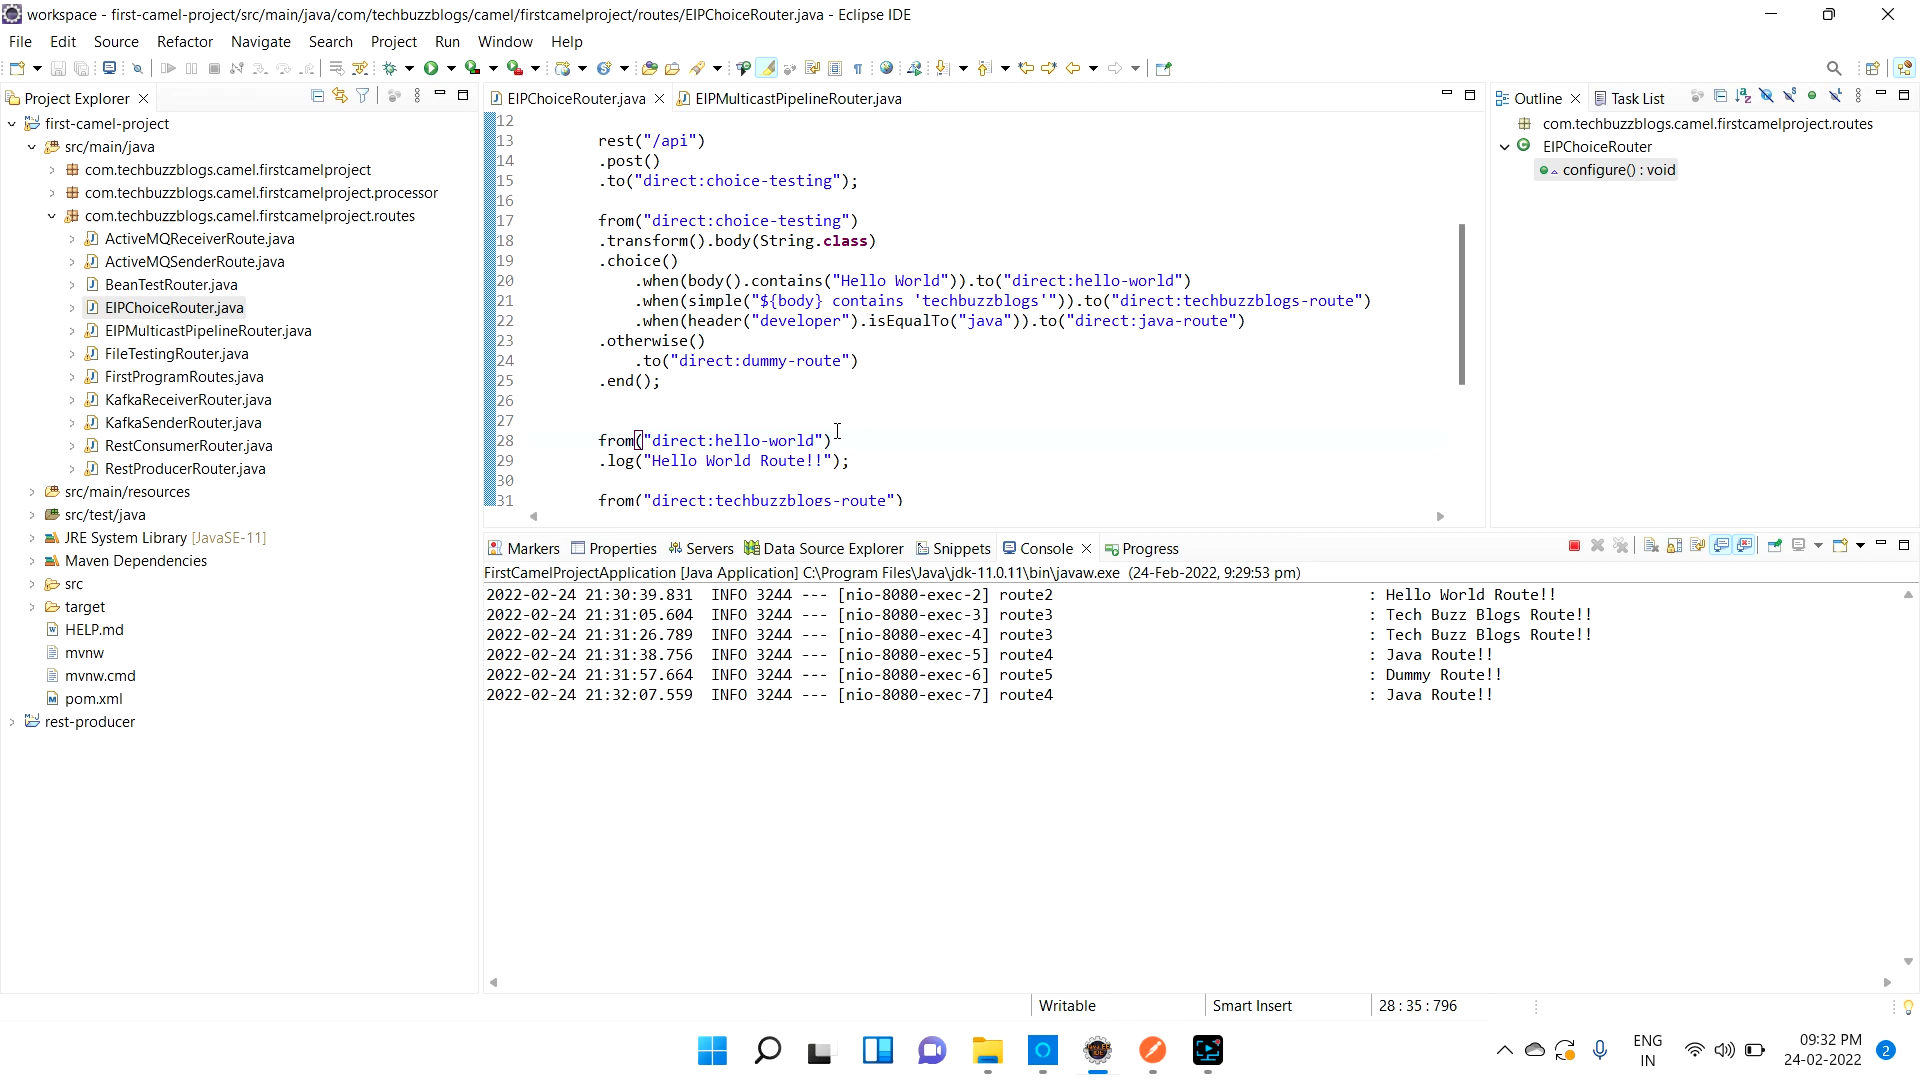 workspace - first-camel-project/src/main/java/com/techbuzzblogs/camel/firstcamelproject/routes/EIPChoiceRouter.java - Eclipse IDE
File Edit Source Refactor Navigate Search Project Run Window Help
Project Explorer
first-camel-project
src/main/java
com.techbuzzblogs.camel.firstcamelproject
com.techbuzzblogs.camel.firstcamelproject.processor
com.techbuzzblogs.camel.firstcamelproject.routes
ActiveMQReceiverRoute.java
ActiveMQSenderRoute.java
BeanTestRouter.java
EIPChoiceRouter.java
EIPMulticastPipelineRouter.java
FileTestingRouter.java
FirstProgramRoutes.java
KafkaReceiverRouter.java
KafkaSenderRouter.java
RestConsumerRouter.java
RestProducerRouter.java
src/main/resources
src/test/java
JRE System Library [JavaSE-11]
Maven Dependencies
src
target
HELP.md
mvnw
mvnw.cmd
pom.xml
rest-producer
EIPChoiceRouter.java EIPMulticastPipelineRouter.java
12
13 rest("/api")
14 .post()
15 .to("direct:choice-testing");
16
17 from("direct:choice-testing")
18 .transform().body(String.class)
19 .choice()
20 .when(body().contains("Hello World")).to("direct:hello-world")
21 .when(simple("${body} contains 'techbuzzblogs'")).to("direct:techbuzzblogs-route")
22 .when(header("developer").isEqualTo("java")).to("direct:java-route")
23 .otherwise()
24 .to("direct:dummy-route")
25 .end();
26
27
28 from("direct:hello-world")
29 .log("Hello World Route!!");
30
31 from("direct:techbuzzblogs-route")
Outline Task List
com.techbuzzblogs.camel.firstcamelproject.routes
EIPChoiceRouter
configure() : void
Markers Properties Servers Data Source Explorer Snippets Console Progress
FirstCamelProjectApplication [Java Application] C:\Program Files\Java\jdk-11.0.11\bin\javaw.exe (24-Feb-2022, 9:29:53 pm)
2022-02-24 21:30:39.831 INFO 3244 --- [nio-8080-exec-2] route2 : Hello World Route!!
2022-02-24 21:31:05.604 INFO 3244 --- [nio-8080-exec-3] route3 : Tech Buzz Blogs Route!!
2022-02-24 21:31:26.789 INFO 3244 --- [nio-8080-exec-4] route3 : Tech Buzz Blogs Route!!
2022-02-24 21:31:38.756 INFO 3244 --- [nio-8080-exec-5] route4 : Java Route!!
2022-02-24 21:31:57.664 INFO 3244 --- [nio-8080-exec-6] route5 : Dummy Route!!
2022-02-24 21:32:07.559 INFO 3244 --- [nio-8080-exec-7] route4 : Java Route!!
Writable Smart Insert 28 : 35 : 796
ENG
IN
09:32 PM
24-02-2022
2